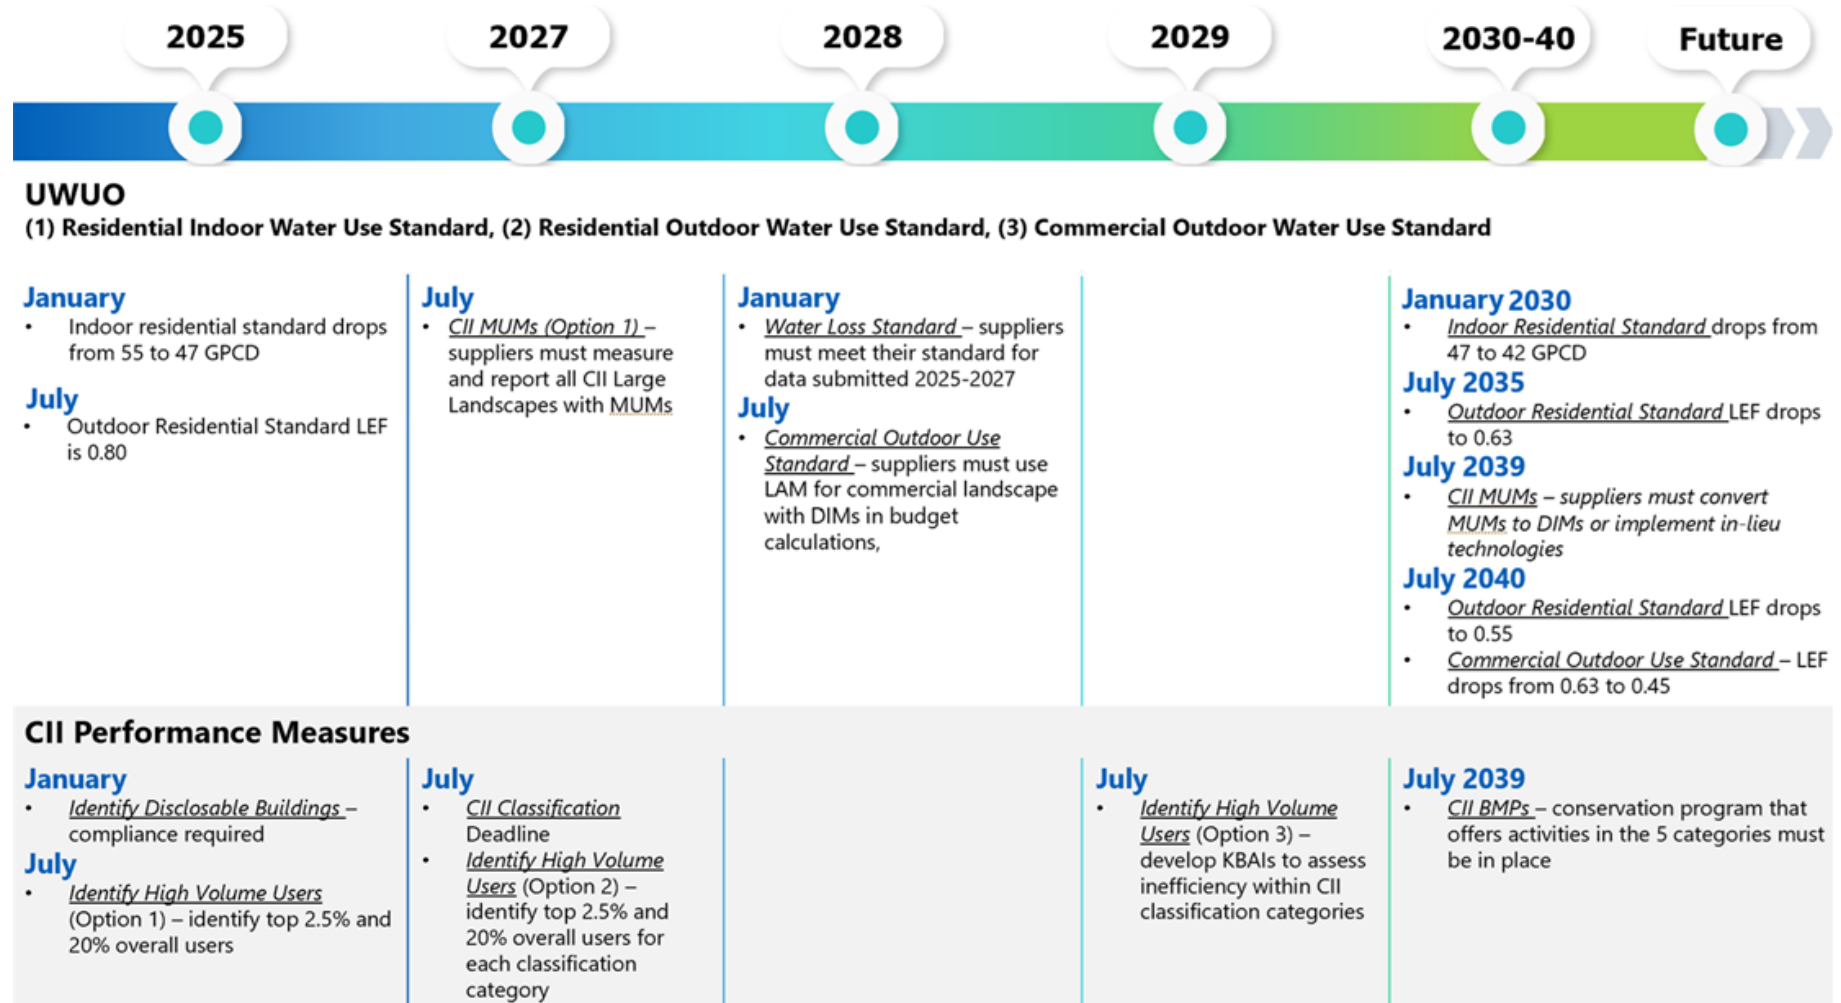 2025
2027
2028
2029
2030-40
Future
UWUO
(1) Residential Indoor Water Use Standard, (2) Residential Outdoor Water Use Standard, (3) Commercial Outdoor Water Use Standard
January
• Indoor residential standard drops
from 55 to 47 GPCD
July
• Outdoor Residential Standard LEF
is 0.80
July
• CII MUMs (Option 1) –
suppliers must measure
and report all CII Large
Landscapes with MUMs
January
• Water Loss Standard – suppliers
must meet their standard for
data submitted 2025-2027
July
• Commercial Outdoor Use
Standard – suppliers must use
LAM for commercial landscape
with DIMs in budget
calculations,
January 2030
• Indoor Residential Standard drops from
47 to 42 GPCD
July 2035
• Outdoor Residential Standard LEF drops
to 0.63
July 2039
• CII MUMs – suppliers must convert
MUMs to DIMs or implement in-lieu
technologies
July 2040
• Outdoor Residential Standard LEF drops
to 0.55
• Commercial Outdoor Use Standard – LEF
drops from 0.63 to 0.45
CII Performance Measures
January
• Identify Disclosable Buildings –
compliance required
July
• Identify High Volume Users
(Option 1) – identify top 2.5% and
20% overall users
July
• CII Classification
Deadline
• Identify High Volume
Users (Option 2) –
identify top 2.5% and
20% overall users for
each classification
category
July
• Identify High Volume
Users (Option 3) –
develop KBAIs to assess
inefficiency within CII
classification categories
July 2039
• CII BMPs – conservation program that
offers activities in the 5 categories must
be in place